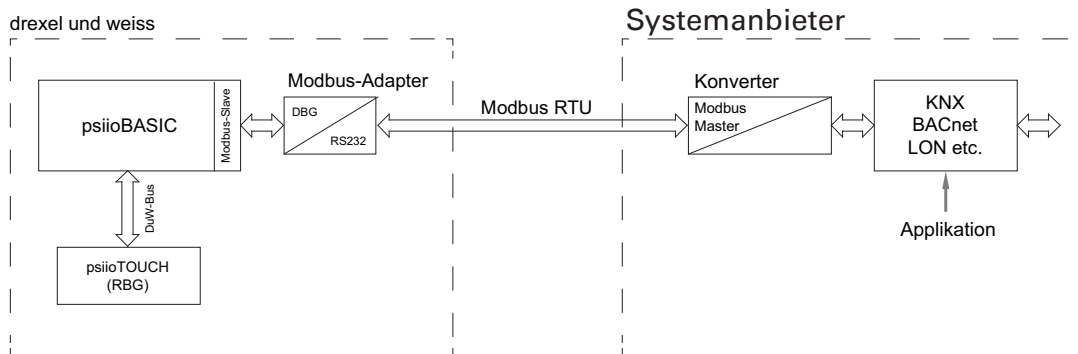 drexel und weiss
Systemanbieter
psiioBASIC
Modbus-Slave
Modbus-Adapter
DBG
RS232
Modbus RTU
Konverter
Modbus
Master
KNX
BACnet
LON etc.
Applikation
DuW-Bus
psiioTOUCH
(RBG)